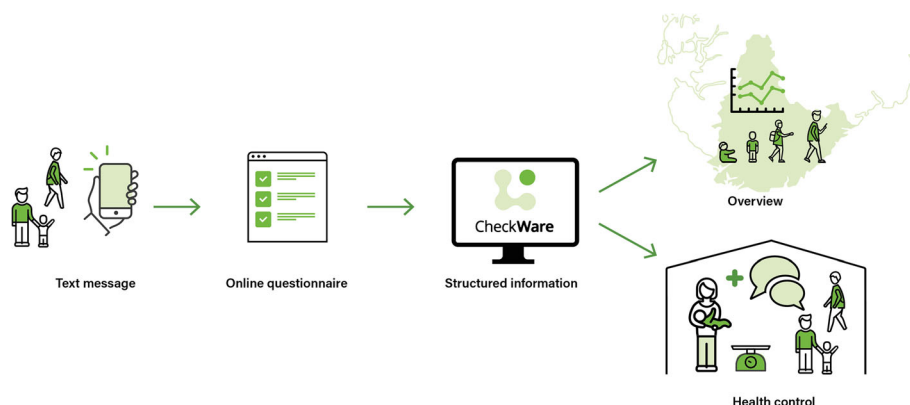 Text message
Online questionnaire
CheckWare
Structured information
Overview
Health control